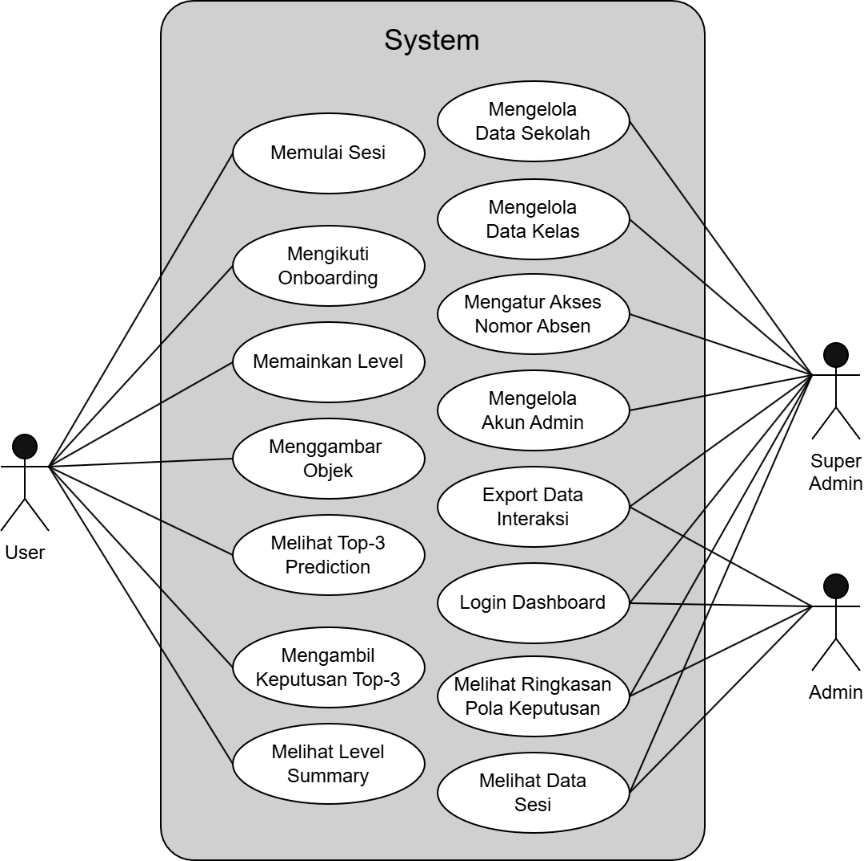 System
Memulai Sesi
Mengikuti
Onboarding
Memainkan Level
Menggambar
Objek
Melihat Top-3
Prediction
Mengambil
Keputusan Top-3
Melihat Level
Summary
Mengelola
Data Sekolah
Mengelola
Data Kelas
Mengatur Akses
Nomor Absen
Mengelola
Akun Admin
Export Data
Interaksi
Login Dashboard
Melihat Ringkasan
Pola Keputusan
Melihat Data
Sesi
User
Super
Admin
Admin